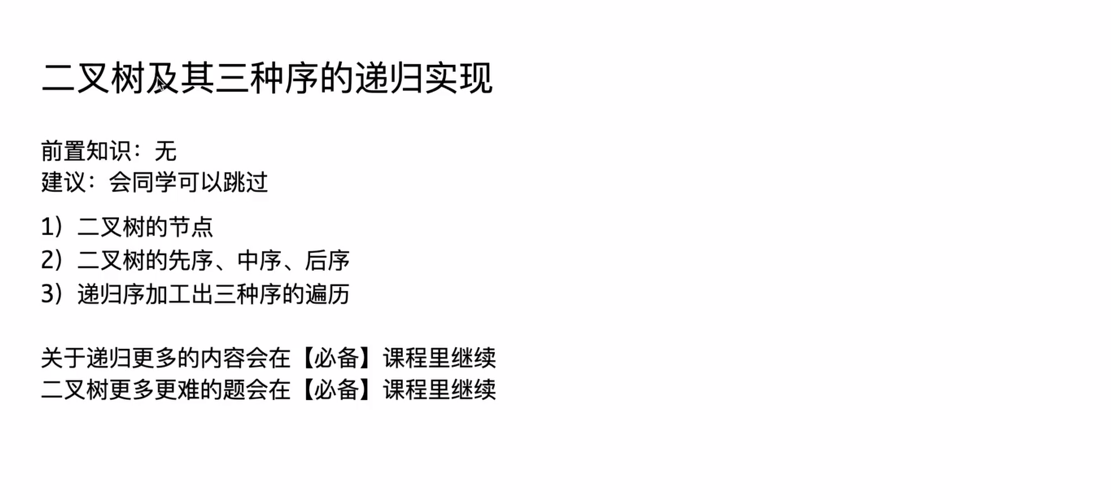 二叉树及其三种序的递归实现
前置知识：无
建议：会同学可以跳过
1）二叉树的节点
2）二叉树的先序、中序、后序
3）递归序加工出三种序的遍历
关于递归更多的内容会在【必备】课程里继续
二叉树更多更难的题会在【必备】课程里继续